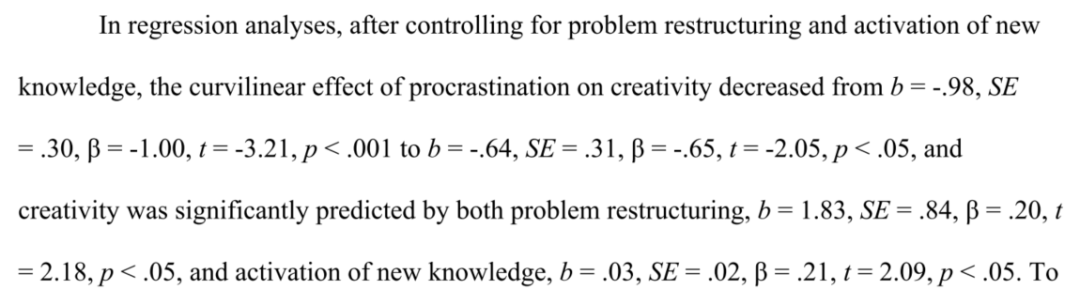 In regression analyses, after controlling for problem restructuring and activation of new
knowledge, the curvilinear effect of procrastination on creativity decreased from b = -.98, SE
= .30, β = -1.00, t = -3.21, p < .001 to b = -.64, SE = .31, β = -.65, t = -2.05, p < .05, and
creativity was significantly predicted by both problem restructuring, b = 1.83, SE = .84, β = .20, t
= 2.18, p < .05, and activation of new knowledge, b = .03, SE = .02, β = .21, t = 2.09, p < .05. To